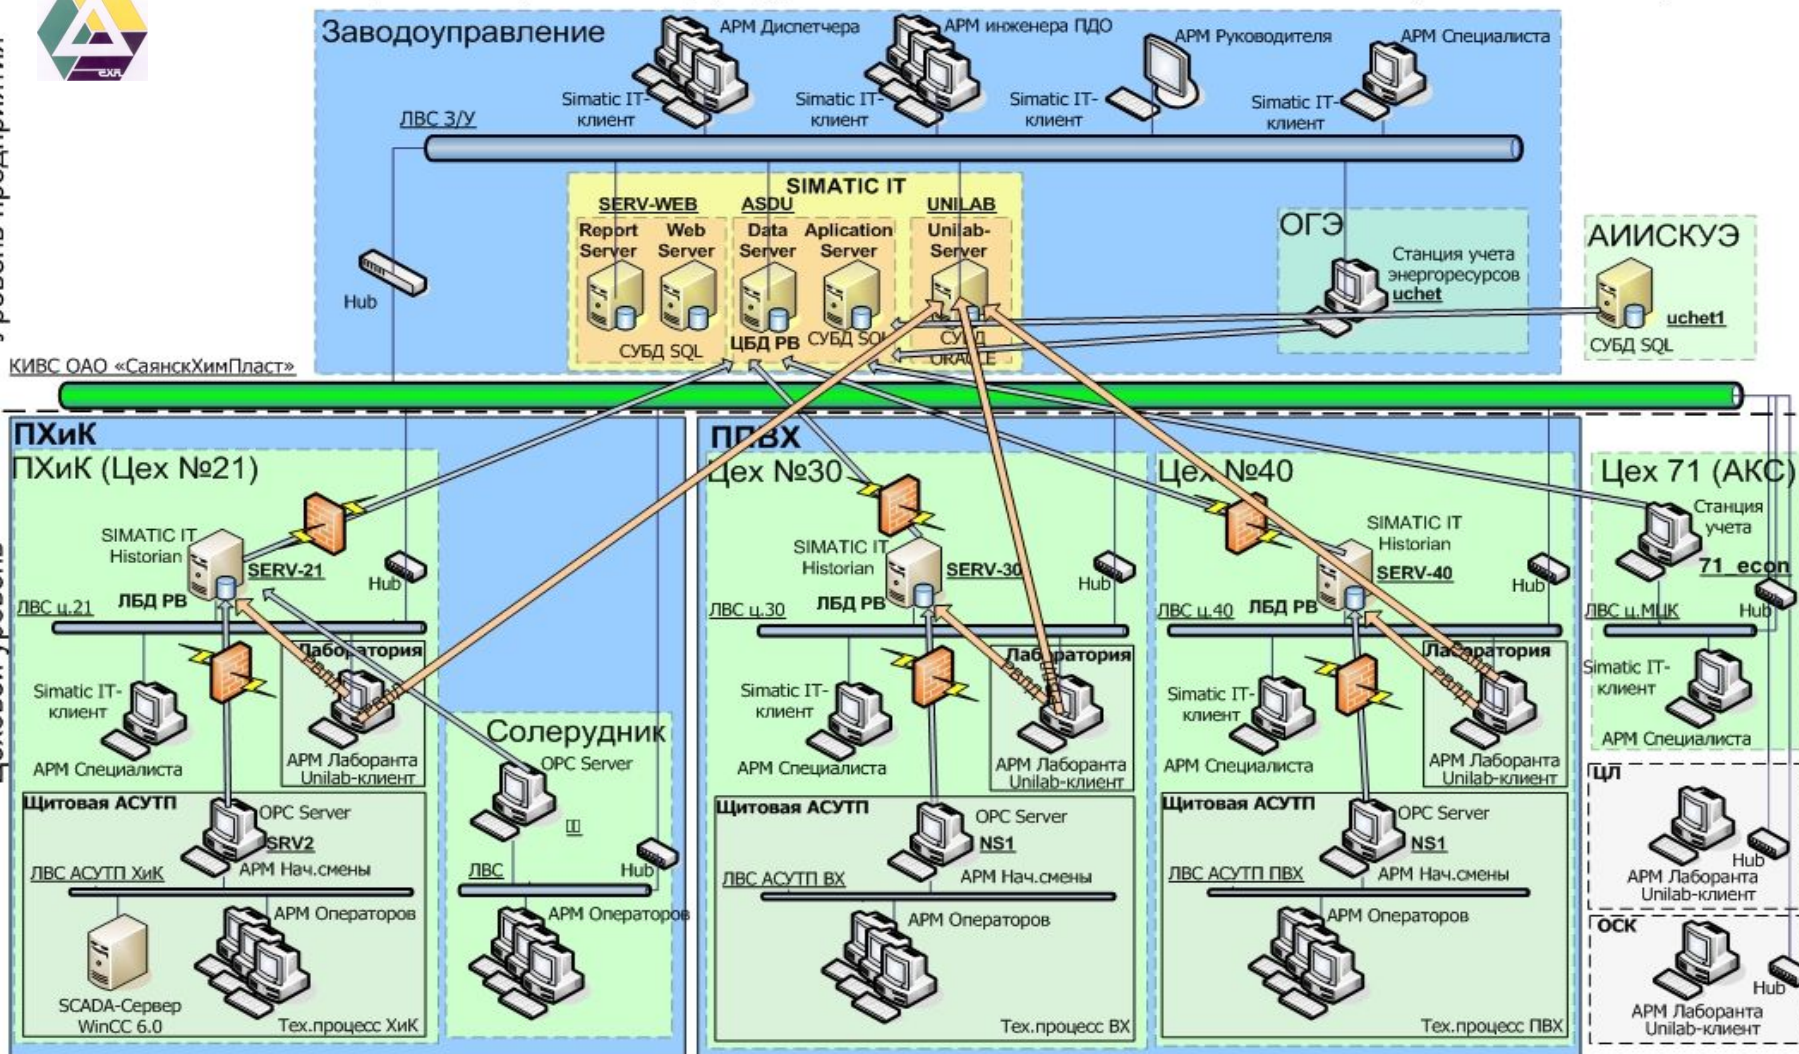 Заводоуправление
АРМ Диспетчера
АРМ инженера ПДО
АРМ Руководителя
АРМ Специалиста
Simatic IT-
клиент
Simatic IT-
клиент
Simatic IT-
клиент
Simatic IT-
клиент
ЛВС З/У
SIMATIC IT
SERV-WEB
ASDU
UNILAB
Report
Server
Web
Server
Data
Server
Aplication
Server
Unilab-
Server
СУБД SQL
ЦБД РВ
СУБД SQL
СУБД
ORACLE
ОГЭ
Станция учета
энергоресурсов
uchet
АИИСКУЭ
uchet1
СУБД SQL
Hub
КИВС ОАО «СаянскХимПласт»
ПХиК
ПХиК (Цех №21)
SIMATIC IT
Historian
SERV-21
Hub
ЛВС ц.21
ЛБД РВ
Simatic IT-
клиент
АРМ Специалиста
Лаборатория
АРМ Лаборанта
Unilab-клиент
Щитовая АСУТП
OPC Server
SRV2
АРМ Нач.смены
ЛВС АСУТП ХиК
АРМ Операторов
SCADA-Сервер
WinCC 6.0
Тех.процесс ХиК
Солерудник
OPC Server
ЛВС
Hub
АРМ Операторов
ППВХ
Цех №30
SIMATIC IT
Historian
SERV-30
Hub
ЛВС ц.30
ЛБД РВ
Simatic IT-
клиент
АРМ Специалиста
Лаборатория
АРМ Лаборанта
Unilab-клиент
Щитовая АСУТП
OPC Server
NS1
АРМ Нач.смены
ЛВС АСУТП ВХ
АРМ Операторов
Тех.процесс ВХ
Цех №40
SIMATIC IT
Historian
SERV-40
Hub
ЛВС ц.40
ЛБД РВ
Simatic IT-
клиент
АРМ Специалиста
Лаборатория
АРМ Лаборанта
Unilab-клиент
Щитовая АСУТП
OPC Server
NS1
АРМ Нач.смены
ЛВС АСУТП ПВХ
АРМ Операторов
Тех.процесс ПВХ
Цех 71 (АКС)
Станция
учета
71_econ
ЛВС ц.МЦК
Hub
Simatic IT-
клиент
АРМ Специалиста
ЦЛ
Hub
АРМ Лаборанта
Unilab-клиент
ОСК
Hub
АРМ Лаборанта
Unilab-клиент